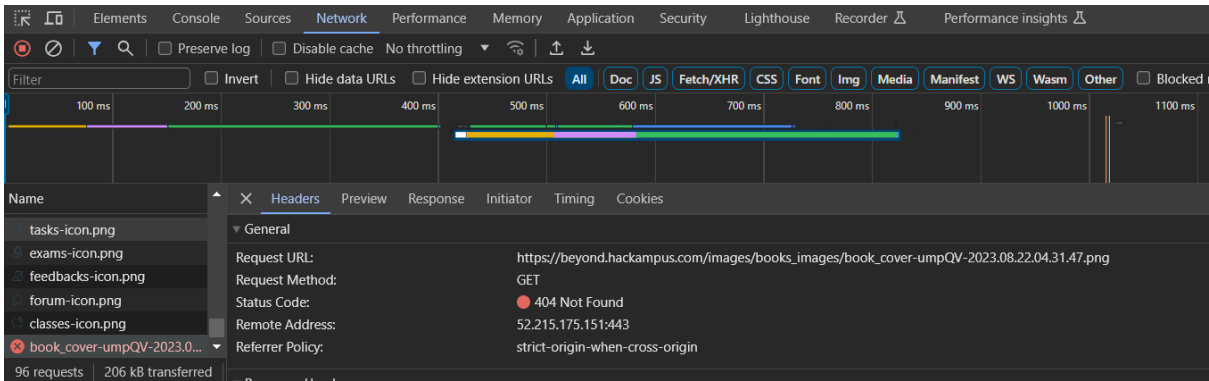 Elements Console Sources Network Performance Memory Application Security Lighthouse Recorder Performance insights
Preserve log Disable cache No throttling
Filter Invert Hide data URLs Hide extension URLs All Doc JS Fetch/XHR CSS Font Img Media Manifest WS Wasm Other Blocked
100 ms 200 ms 300 ms 400 ms 500 ms 600 ms 700 ms 800 ms 900 ms 1000 ms 1100 ms
Name Headers Preview Response Initiator Timing Cookies
tasks-icon.png
exams-icon.png
feedbacks-icon.png
forum-icon.png
classes-icon.png
book_cover-umpQV-2023.0...
96 requests 206 kB transferred
General
Request URL: https://beyond.hackampus.com/images/books_images/book_cover-umpQV-2023.08.22.04.31.47.png
Request Method: GET
Status Code: 404 Not Found
Remote Address: 52.215.175.151:443
Referrer Policy: strict-origin-when-cross-origin